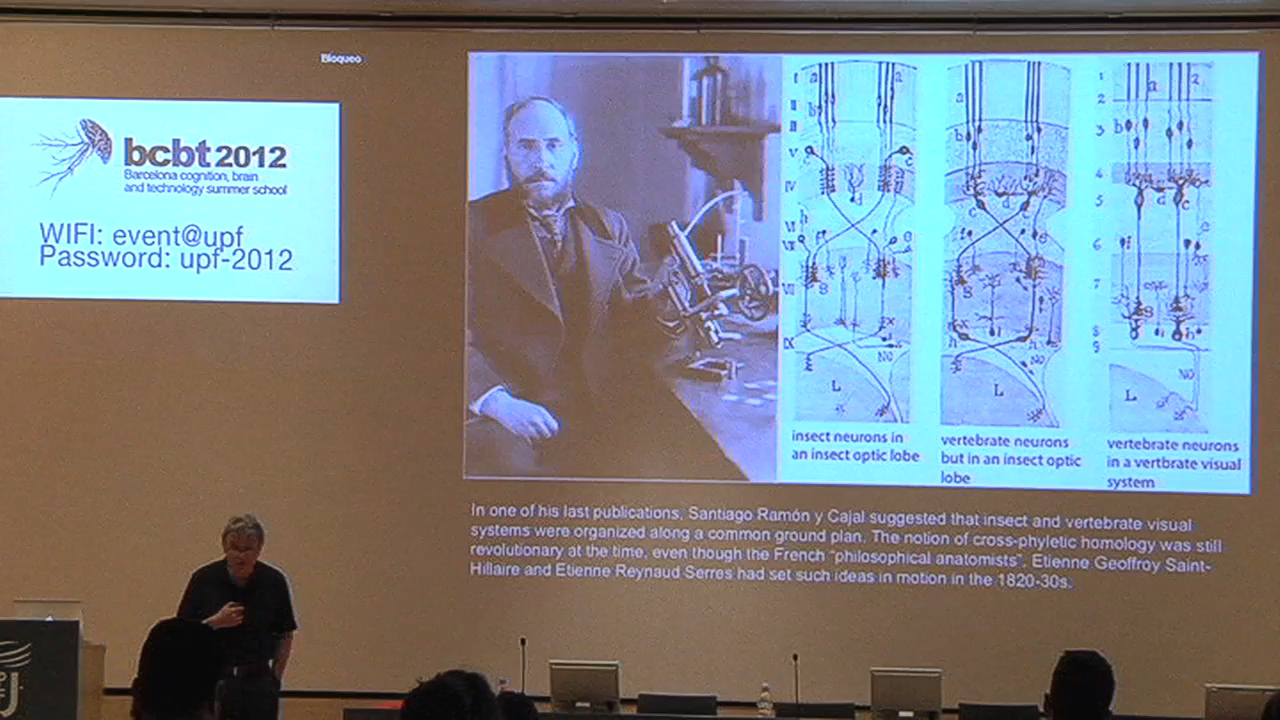 Bloqueo
bcbt 2012
Barcelona cognition, brain
and technology summer school
WIFI: event@upf
Password: upf-2012
insect neurons in
an insect optic lobe
vertebrate neurons
but in an insect optic
lobe
vertebrate neurons
in a vertbrate visual
system
In one of his last publications, Santiago Ramón y Cajal suggested that insect and vertebrate visual
systems were organized along a common ground plan. The notion of cross-phyletic homology was still
revolutionary at the time, even though the French “philosophical anatomists”, Etienne Geoffroy Saint-
Hillaire and Etienne Reynaud Serres had set such ideas in motion in the 1820-30s.